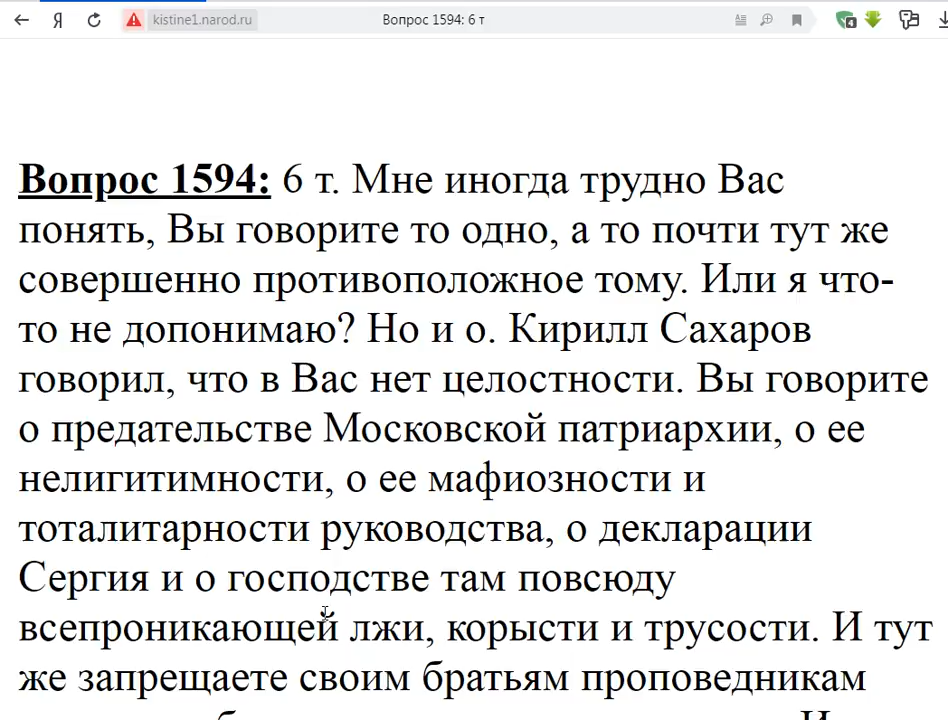 Я kistine1.narod.ru Вопрос 1594: 6 т 4
Вопрос 1594: 6 т. Мне иногда трудно Вас
понять, Вы говорите то одно, а то почти тут же
совершенно противоположное тому. Или я что-
то не допонимаю? Но и о. Кирилл Сахаров
говорил, что в Вас нет целостности. Вы говорите
о предательстве Московской патриархии, о ее
нелигитимности, о ее мафиозности и
тоталитарности руководства, о декларации
Сергия и о господстве там повсюду
всепроникающей лжи, корысти и трусости. И тут
же запрещаете своим братьям проповедникам